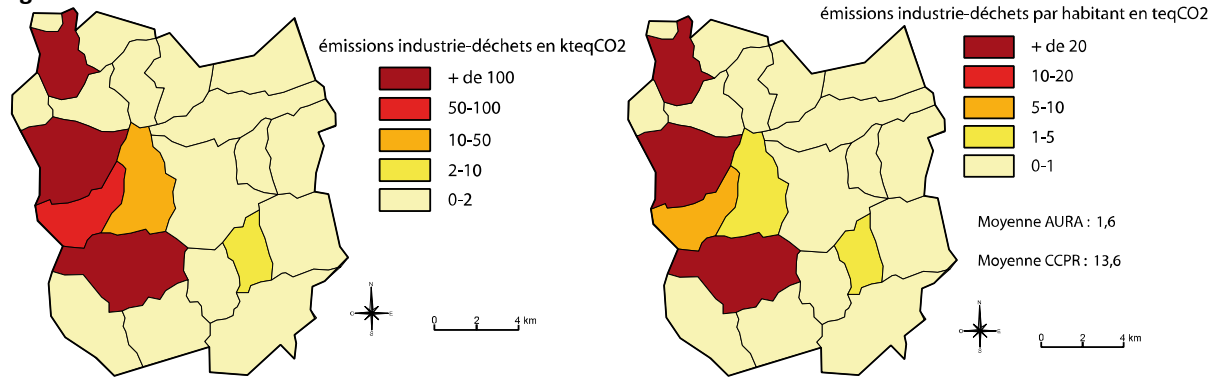 émissions industrie-déchets en kteqCO2
+ de 100
50-100
10-50
2-10
0-2
N
O
E
S
0 2 4 km
émissions industrie-déchets par habitant en teqCO2
+ de 20
10-20
5-10
1-5
0-1
Moyenne AURA : 1,6
Moyenne CCPR : 13,6
N
O
E
S
0 2 4 km